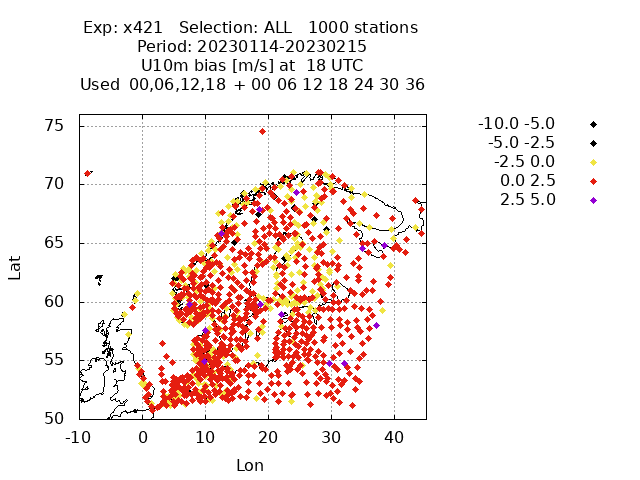 Exp: x421   Selection: ALL   1000 stations
Period: 20230114-20230215
U10m bias [m/s] at  18 UTC
Used  00,06,12,18  + 00 06 12 18 24 30 36
-10.0 -5.0
-5.0 -2.5
-2.5 0.0
0.0 2.5
2.5 5.0
75
70
65
60
55
50
Lat
-10 0 10 20 30 40
Lon